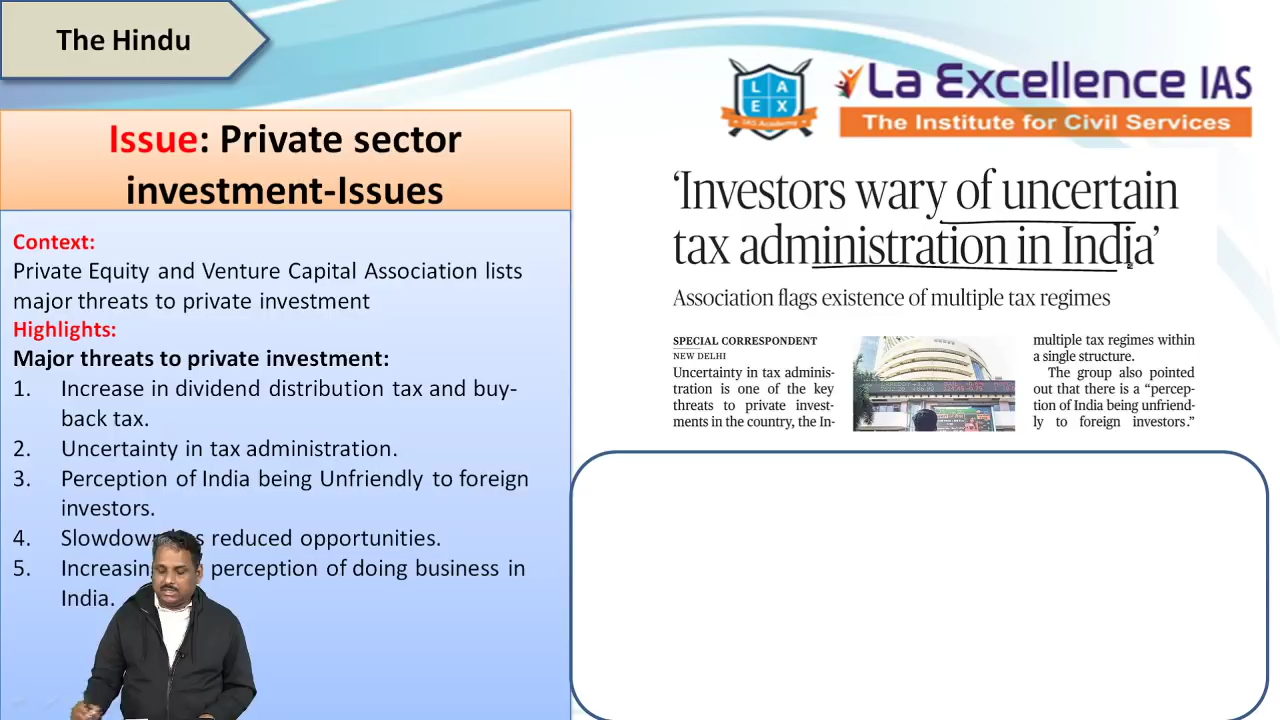 The Hindu
L A
E X
IAS Academy
La Excellence IAS
The Institute for Civil Services
Issue: Private sector
investment-Issues
Context:
Private Equity and Venture Capital Association lists
major threats to private investment
Highlights:
Major threats to private investment:
1. Increase in dividend distribution tax and buy-
back tax.
2. Uncertainty in tax administration.
3. Perception of India being Unfriendly to foreign
investors.
4. reduced opportunities.
5. perception of doing business in
India.
‘Investors wary of uncertain
tax administration in India’
Association flags existence of multiple tax regimes
SPECIAL CORRESPONDENT
NEW DELHI
Uncertainty in tax adminis-
tration is one of the key
threats to private invest-
ments in the country, the In-
multiple tax regimes within
a single structure.
The group also pointed
out that there is a “percep-
tion of India being unfriend-
ly to foreign investors.”